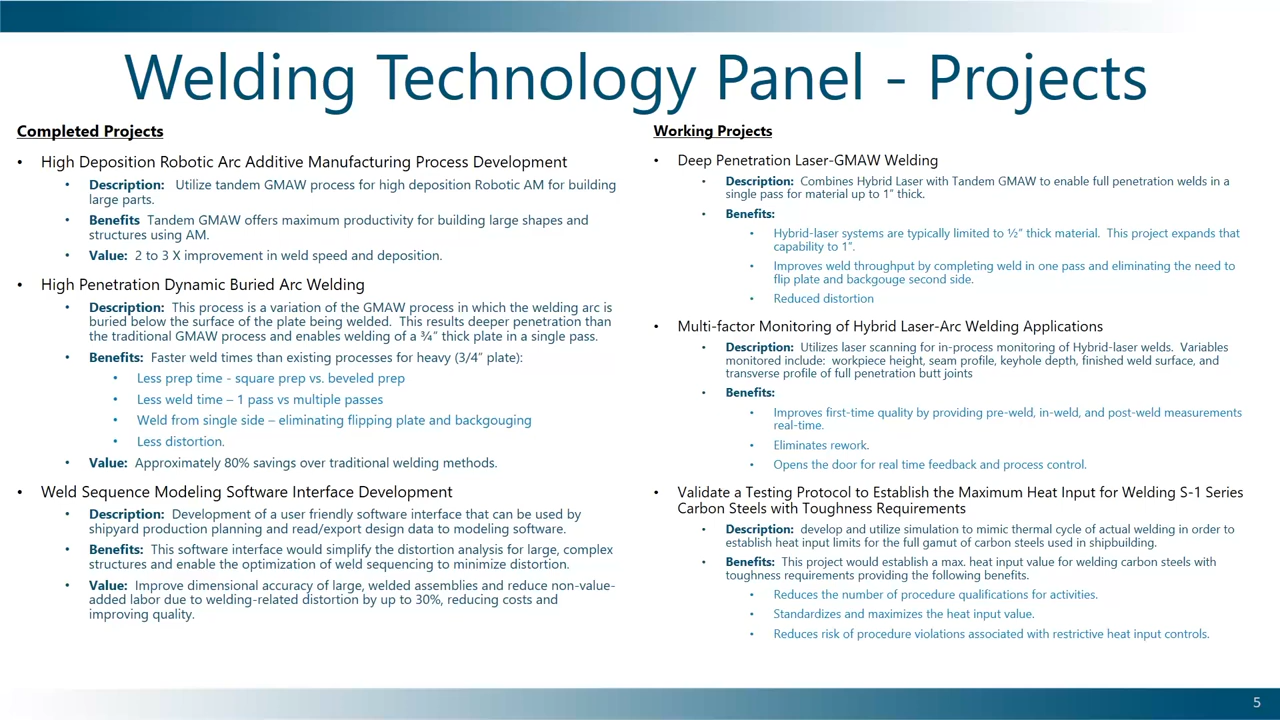 Welding Technology Panel - Projects
Completed Projects
• High Deposition Robotic Arc Additive Manufacturing Process Development
• Description: Utilize tandem GMAW process for high deposition Robotic AM for building
large parts.
• Benefits Tandem GMAW offers maximum productivity for building large shapes and
structures using AM.
• Value: 2 to 3 X improvement in weld speed and deposition.
• High Penetration Dynamic Buried Arc Welding
• Description: This process is a variation of the GMAW process in which the welding arc is
buried below the surface of the plate being welded. This results deeper penetration than
the traditional GMAW process and enables welding of a ¾” thick plate in a single pass.
• Benefits: Faster weld times than existing processes for heavy (3/4” plate):
• Less prep time - square prep vs. beveled prep
• Less weld time – 1 pass vs multiple passes
• Weld from single side – eliminating flipping plate and backgouging
• Less distortion.
• Value: Approximately 80% savings over traditional welding methods.
• Weld Sequence Modeling Software Interface Development
• Description: Development of a user friendly software interface that can be used by
shipyard production planning and read/export design data to modeling software.
• Benefits: This software interface would simplify the distortion analysis for large, complex
structures and enable the optimization of weld sequencing to minimize distortion.
• Value: Improve dimensional accuracy of large, welded assemblies and reduce non-value-
added labor due to welding-related distortion by up to 30%, reducing costs and
improving quality.
Working Projects
• Deep Penetration Laser-GMAW Welding
• Description: Combines Hybrid Laser with Tandem GMAW to enable full penetration welds in a
single pass for material up to 1” thick.
• Benefits:
• Hybrid-laser systems are typically limited to ½” thick material. This project expands that
capability to 1”.
• Improves weld throughput by completing weld in one pass and eliminating the need to
flip plate and backgouge second side.
• Reduced distortion
• Multi-factor Monitoring of Hybrid Laser-Arc Welding Applications
• Description: Utilizes laser scanning for in-process monitoring of Hybrid-laser welds. Variables
monitored include: workpiece height, seam profile, keyhole depth, finished weld surface, and
transverse profile of full penetration butt joints
• Benefits:
• Improves first-time quality by providing pre-weld, in-weld, and post-weld measurements
real-time.
• Eliminates rework.
• Opens the door for real time feedback and process control.
• Validate a Testing Protocol to Establish the Maximum Heat Input for Welding S-1 Series
Carbon Steels with Toughness Requirements
• Description: develop and utilize simulation to mimic thermal cycle of actual welding in order to
establish heat input limits for the full gamut of carbon steels used in shipbuilding.
• Benefits: This project would establish a max. heat input value for welding carbon steels with
toughness requirements providing the following benefits.
• Reduces the number of procedure qualifications for activities.
• Standardizes and maximizes the heat input value.
• Reduces risk of procedure violations associated with restrictive heat input controls.
5